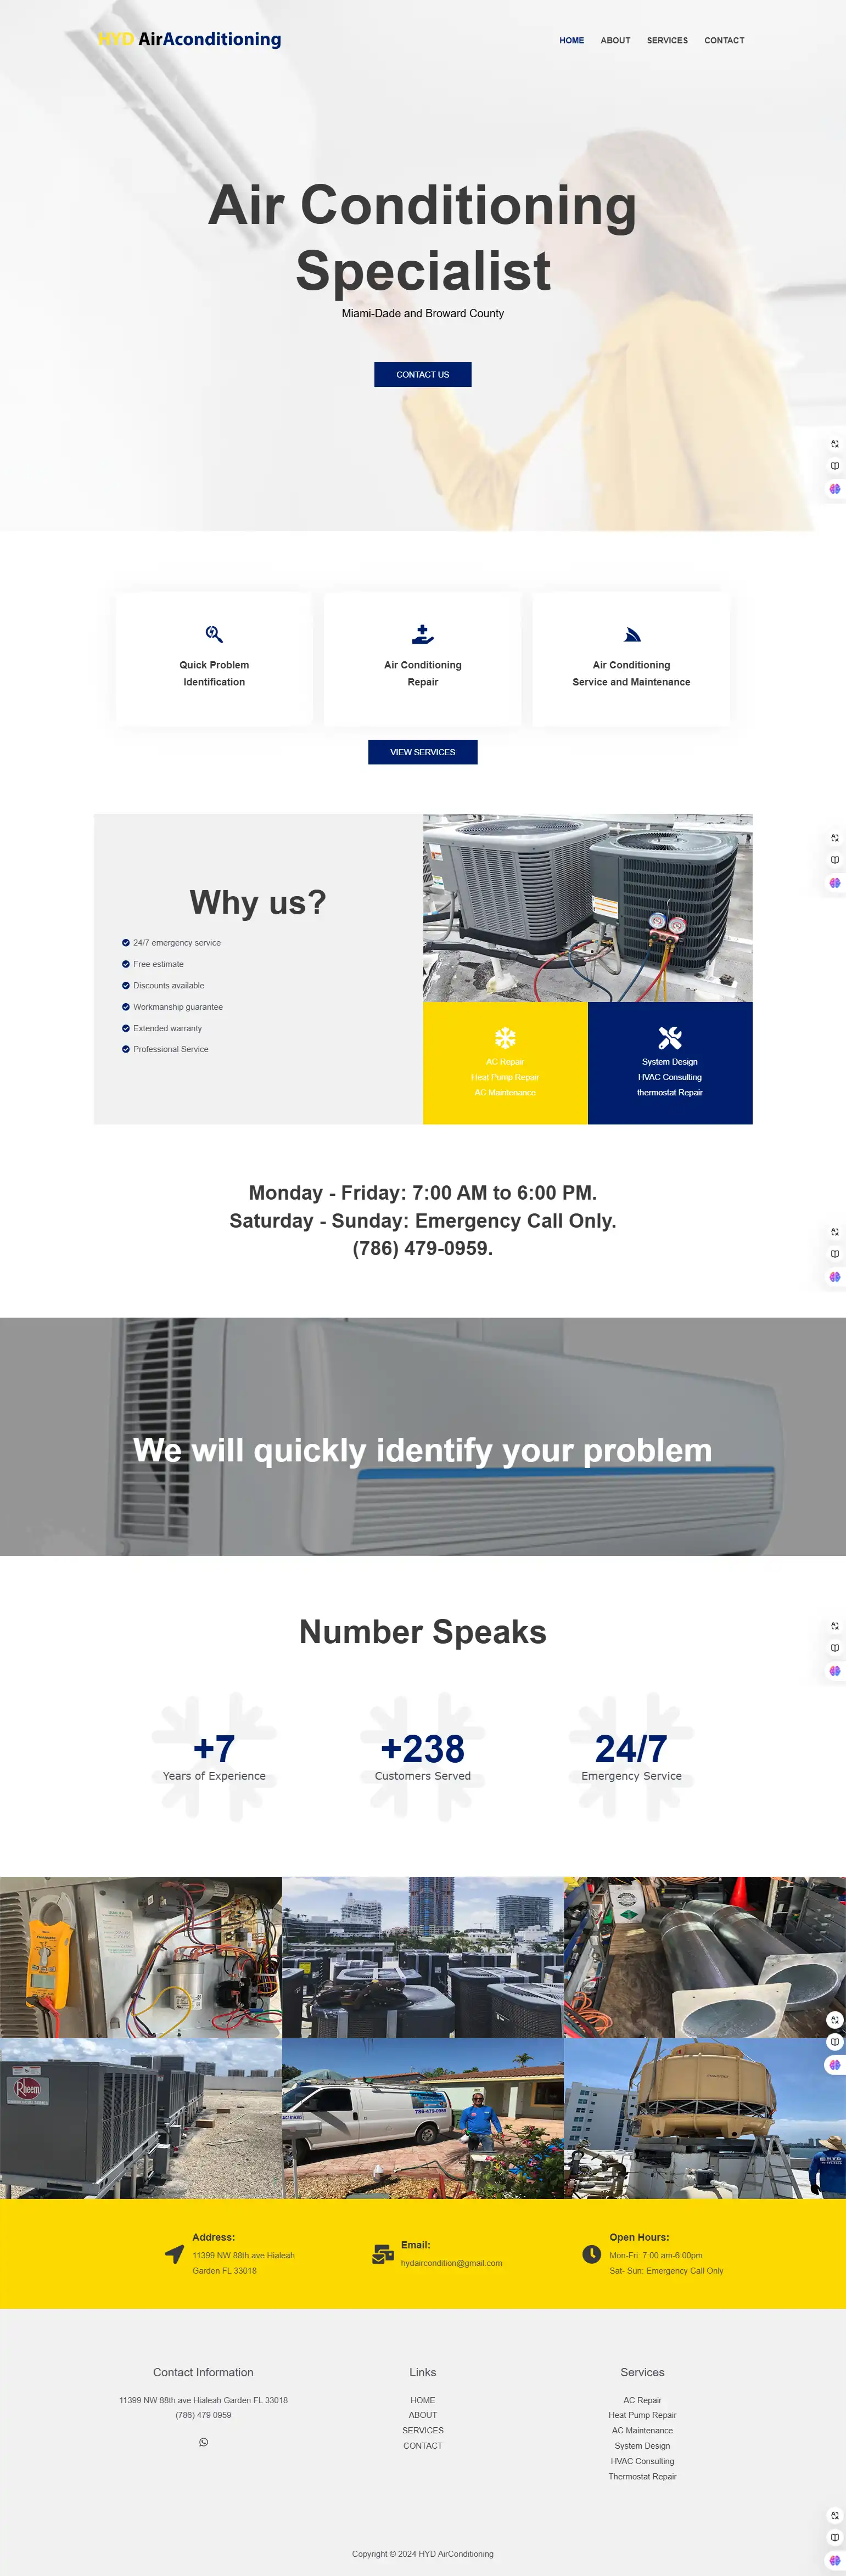 HYD AirAconditioning
HOME
ABOUT
SERVICES
CONTACT
Air Conditioning
Specialist
Miami-Dade and Broward County
CONTACT US
Quick Problem
Identification
Air Conditioning
Repair
Air Conditioning
Service and Maintenance
VIEW SERVICES
Why us?
24/7 emergency service
Free estimate
Discounts available
Workmanship guarantee
Extended warranty
Professional Service
AC Repair
Heat Pump Repair
AC Maintenance
System Design
HVAC Consulting
thermostat Repair
Monday - Friday: 7:00 AM to 6:00 PM.
Saturday - Sunday: Emergency Call Only.
(786) 479-0959.
We will quickly identify your problem
Number Speaks
+7
Years of Experience
+238
Customers Served
24/7
Emergency Service
Rheem
786-479-0959
Address:
11399 NW 88th ave Hialeah
Garden FL 33018
Email:
hydaircondition@gmail.com
Open Hours:
Mon-Fri: 7:00 am-6:00pm
Sat- Sun: Emergency Call Only
Contact Information
11399 NW 88th ave Hialeah Garden FL 33018
(786) 479 0959
Links
HOME
ABOUT
SERVICES
CONTACT
Services
AC Repair
Heat Pump Repair
AC Maintenance
System Design
HVAC Consulting
Thermostat Repair
Copyright © 2024 HYD AirConditioning